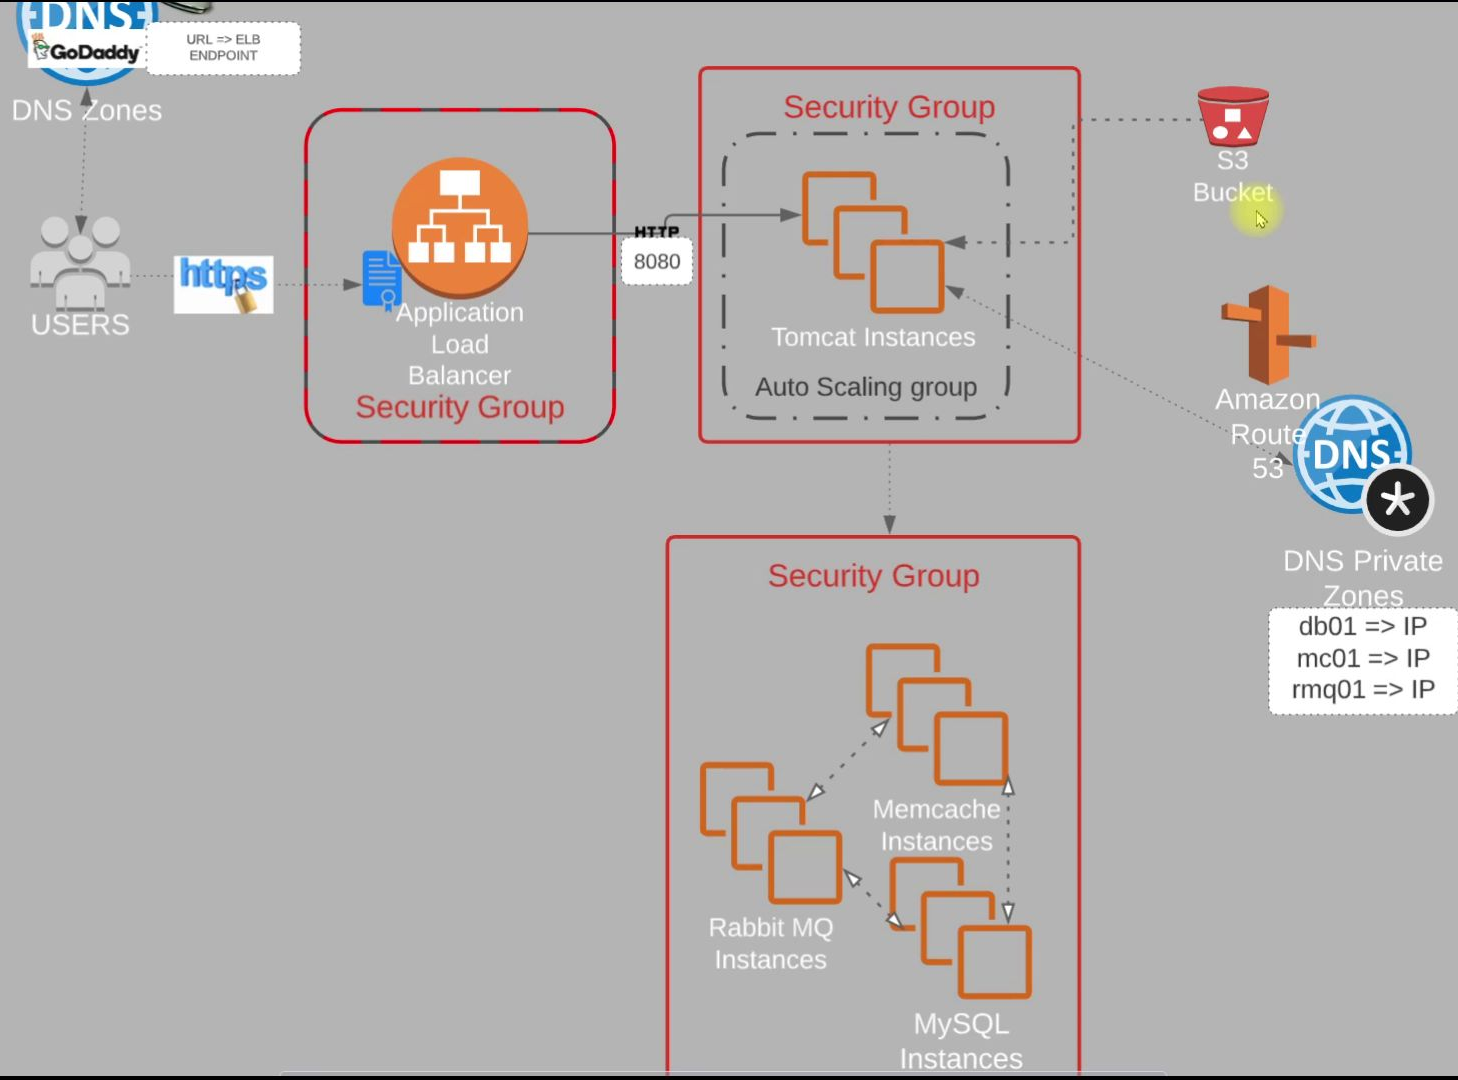 DNS
GoDaddy
URL => ELB
ENDPOINT
DNS Zones
USERS
https
Application
Load
Balancer
Security Group
HTTP
8080
Security Group
Tomcat Instances
Auto Scaling group
S3
Bucket
Amazon
Route
53
DNS
DNS Private
Zones
db01 => IP
mc01 => IP
rmq01 => IP
Security Group
Memcache
Instances
Rabbit MQ
Instances
MySQL
Instances